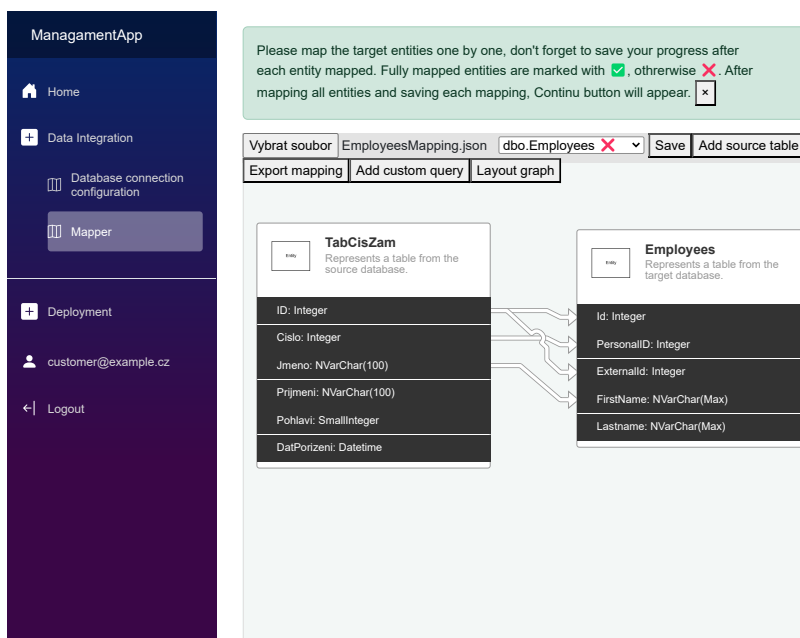 ManagamentApp
Home
Data Integration
Database connection
configuration
Mapper
Deployment
customer@example.cz
Logout
Please map the target entities one by one, don't forget to save your progress after
each entity mapped. Fully mapped entities are marked with ✅, othrerwise ❌. After
mapping all entities and saving each mapping, Continu button will appear. ×
Vybrat soubor EmployeesMapping.json dbo.Employees ❌ Save Add source table
Export mapping Add custom query Layout graph
Entity
TabCisZam
Represents a table from the
source database.
ID: Integer
Cislo: Integer
Jmeno: NVarChar(100)
Prijmeni: NVarChar(100)
Pohlavi: SmallInteger
DatPorizeni: Datetime
Entity
Employees
Represents a table from the
target database.
Id: Integer
PersonalID: Integer
ExternalId: Integer
FirstName: NVarChar(Max)
Lastname: NVarChar(Max)